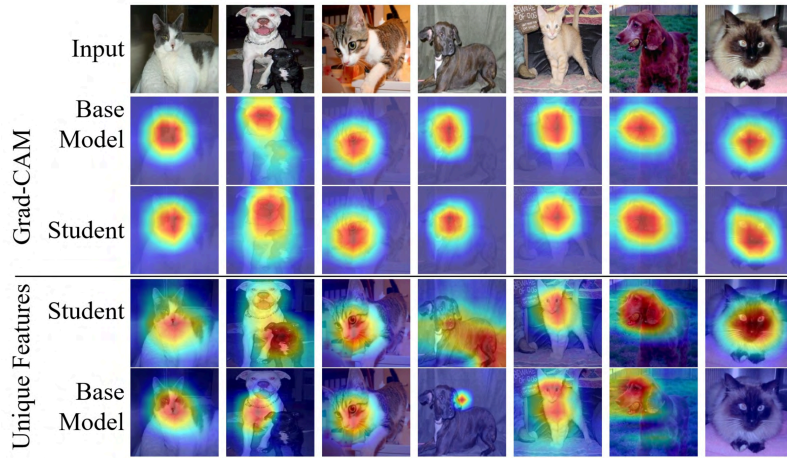 Input
Grad-CAM
Base
Model
Student
Unique Features
Student
Base
Model